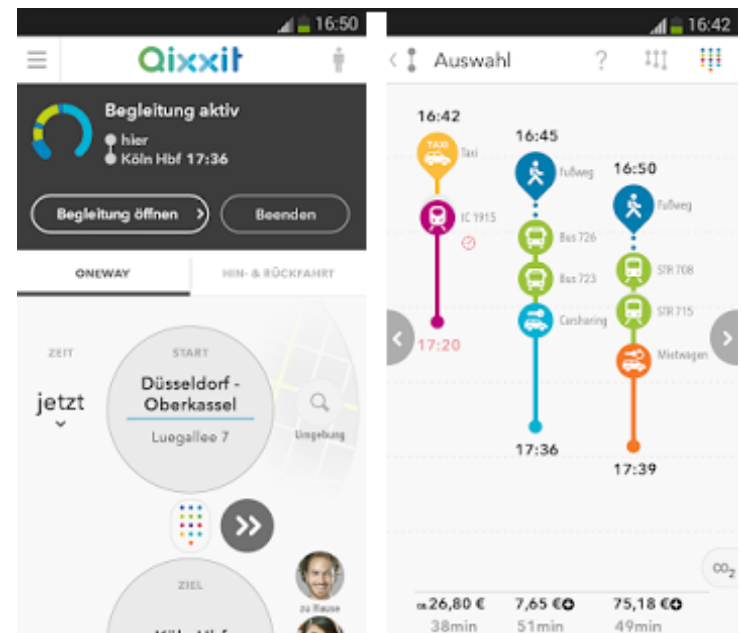 16:50
Qixxit
Begleitung aktiv
hier
Köln Hbf 17:36
Begleitung öffnen
Beenden
ONEWAY
HIN- & RÜCKFAHRT
ZEIT
jetzt
START
Düsseldorf -
Oberkassel
Luegallee 7
Umgebung
ZIEL
zu Hause
16:42
Auswahl
?
16:42
16:45
16:50
TAXI
Taxi
Fußweg
Fußweg
IC 1915
Bus 726
STR 708
Bus 723
STR 715
Carsharing
Mietwagen
17:20
17:36
17:39
CO2
ca. 26,80 €
7,65 €
75,18 €
38min
51min
49min